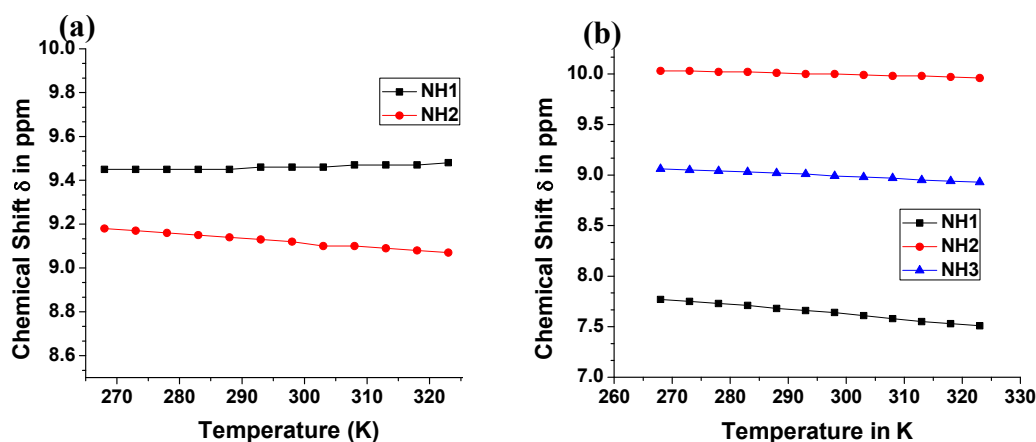 (a)
10.0
9.8
9.6
9.4
9.2
9.0
8.8
8.6
270 280 290 300 310 320
Chemical Shift δ in ppm
Temperature (K)
NH1
NH2
(b)
10.0
9.5
9.0
8.5
8.0
7.5
7.0
260 270 280 290 300 310 320 330
Chemical Shift δ in ppm
Temperature in K
NH1
NH2
NH3